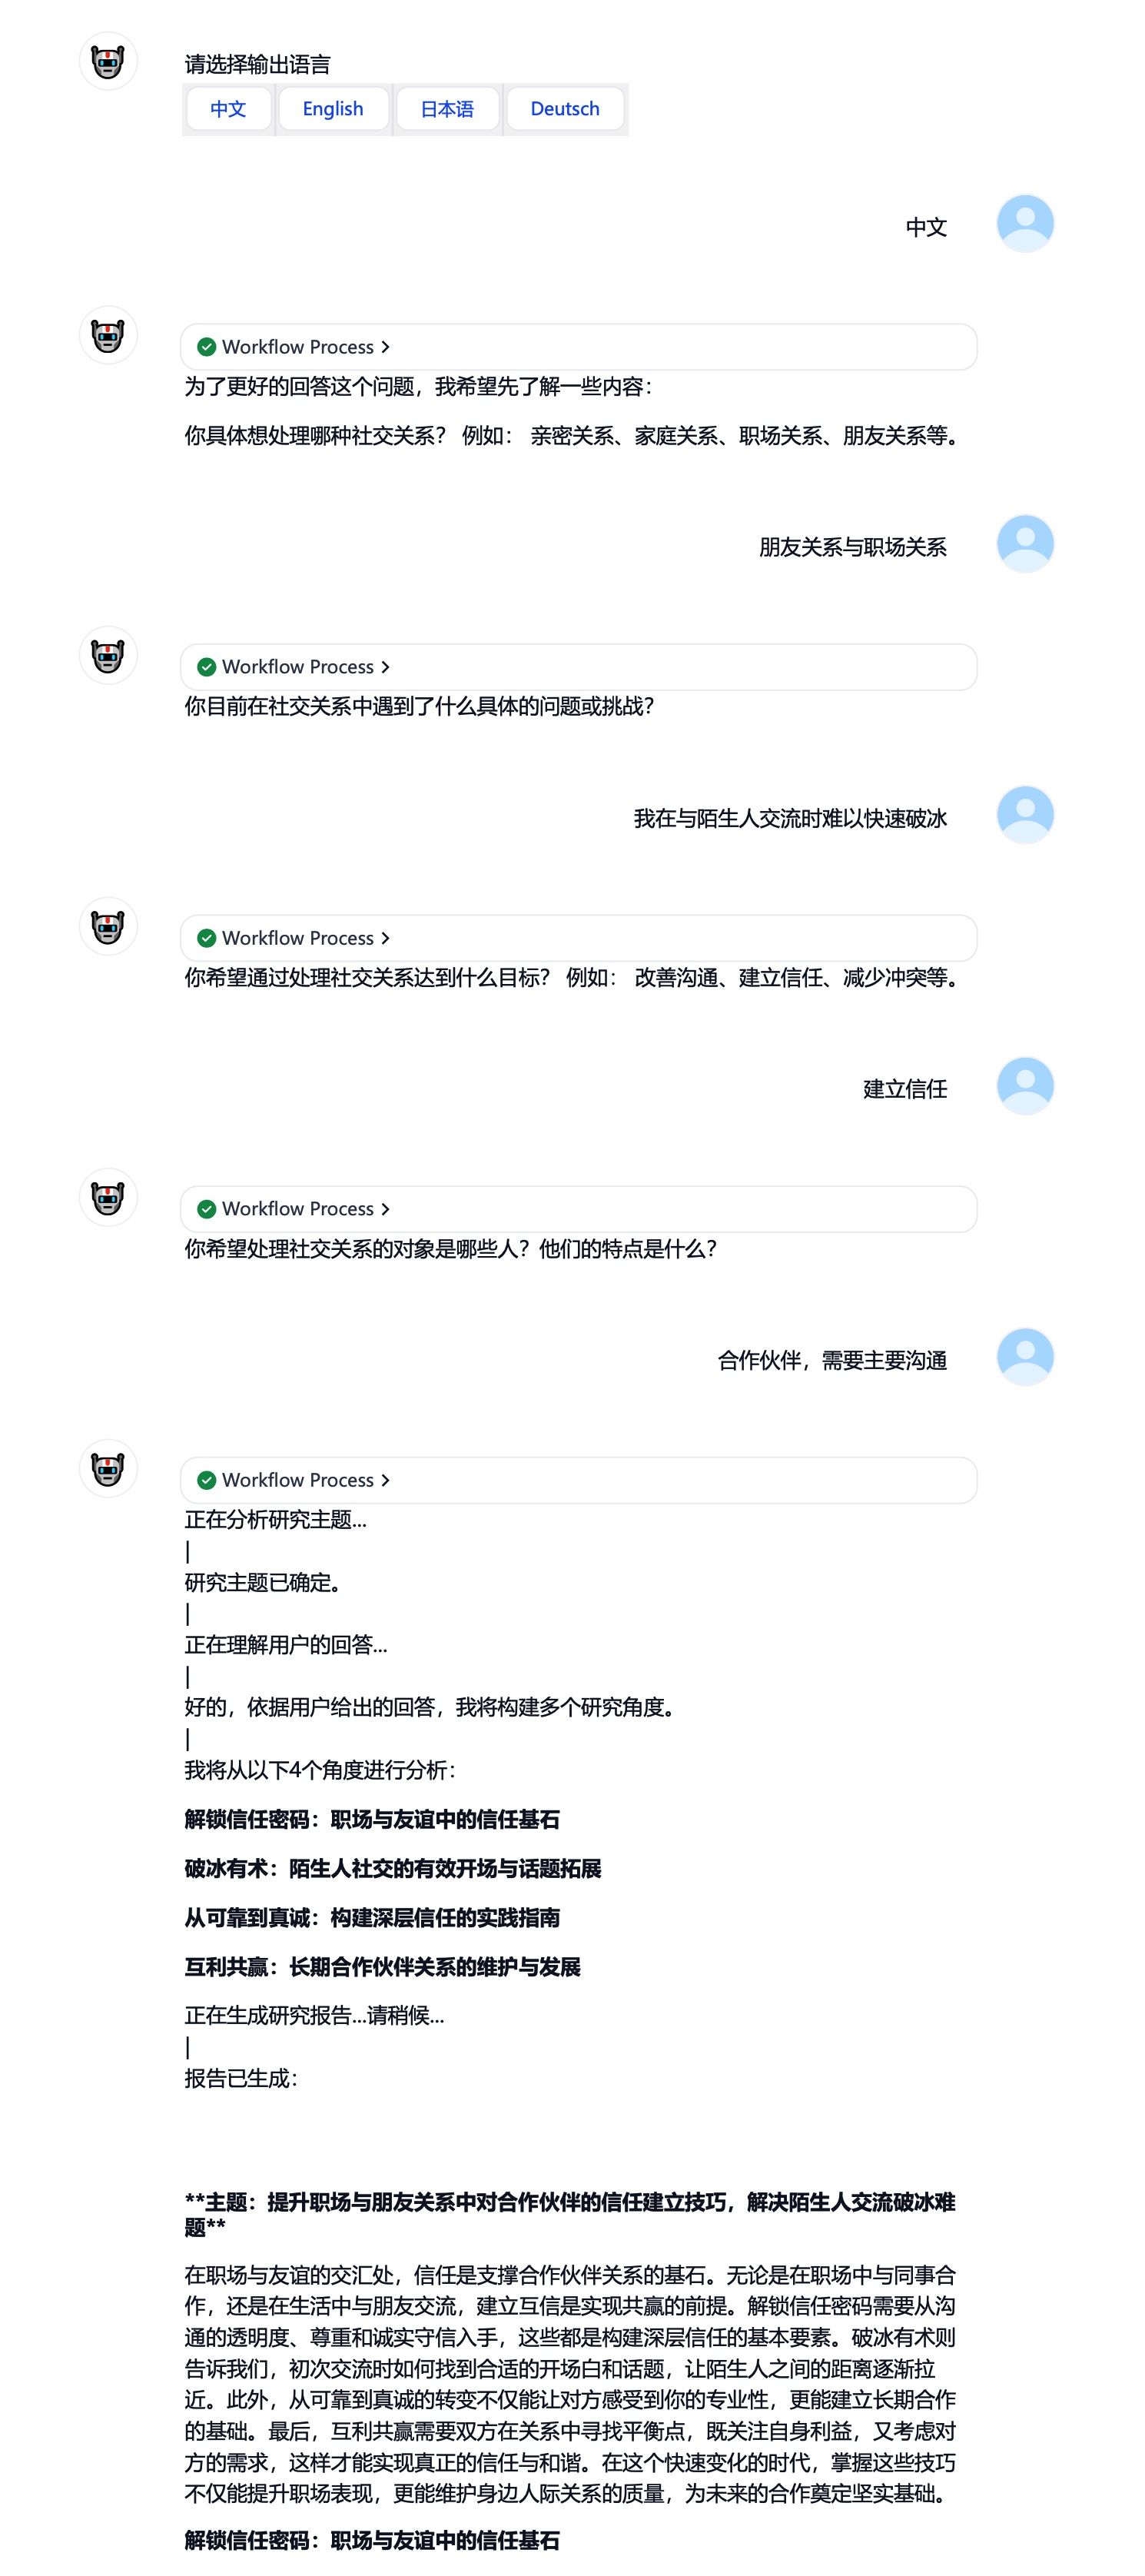 请选择输出语言
中文 English 日本语 Deutsch
中文
Workflow Process
为了更好的回答这个问题，我希望先了解一些内容：
你具体想处理哪种社交关系？ 例如： 亲密关系、家庭关系、职场关系、朋友关系等。
朋友关系与职场关系
Workflow Process
你目前在社交关系中遇到了什么具体的问题或挑战？
我在与陌生人交流时难以快速破冰
Workflow Process
你希望通过处理社交关系达到什么目标？ 例如： 改善沟通、建立信任、减少冲突等。
建立信任
Workflow Process
你希望处理社交关系的对象是哪些人？他们的特点是什么？
合作伙伴，需要主要沟通
Workflow Process
正在分析研究主题...
|
研究主题已确定。
|
正在理解用户的回答...
|
好的，依据用户给出的回答，我将构建多个研究角度。
|
我将从以下4个角度进行分析：
解锁信任密码：职场与友谊中的信任基石
破冰有术：陌生人社交的有效开场与话题拓展
从可靠到真诚：构建深层信任的实践指南
互利共赢：长期合作伙伴关系的维护与发展
正在生成研究报告...请稍候...
|
报告已生成：
**主题：提升职场与朋友关系中对合作伙伴的信任建立技巧，解决陌生人交流破冰难
题**
在职场与友谊的交汇处，信任是支撑合作伙伴关系的基石。无论是在职场中与同事合
作，还是在生活中与朋友交流，建立互信是实现共赢的前提。解锁信任密码需要从沟
通的透明度、尊重和诚实守信入手，这些都是构建深层信任的基本要素。破冰有术则
告诉我们，初次交流时如何找到合适的开场白和话题，让陌生人之间的距离逐渐拉
近。此外，从可靠到真诚的转变不仅能让对方感受到你的专业性，更能建立长期合作
的基础。最后，互利共赢需要双方在关系中寻找平衡点，既关注自身利益，又考虑对
方的需求，这样才能实现真正的信任与和谐。在这个快速变化的时代，掌握这些技巧
不仅能提升职场表现，更能维护身边人际关系的质量，为未来的合作奠定坚实基础。
解锁信任密码：职场与友谊中的信任基石